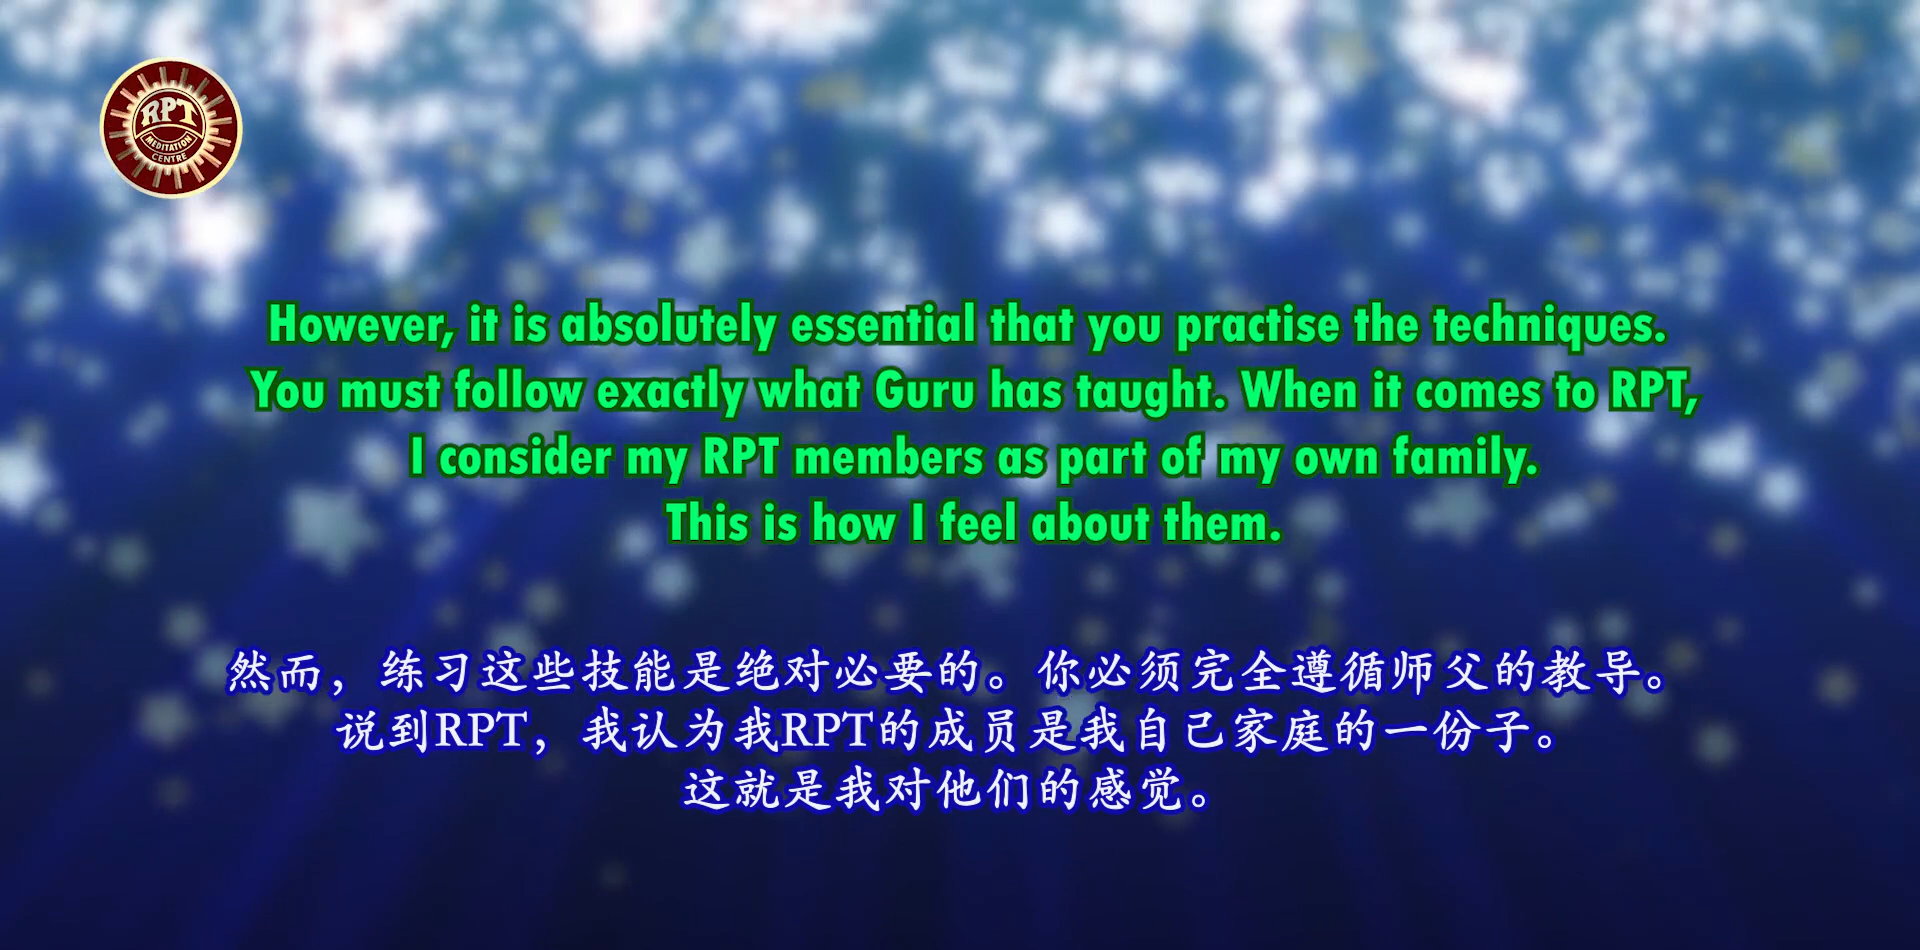 RPT
MEDITATION
CENTRE
However, it is absolutely essential that you practise the techniques.
You must follow exactly what Guru has taught. When it comes to RPT,
I consider my RPT members as part of my own family.
This is how I feel about them.
然而，练习这些技能是绝对必要的。你必须完全遵循师父的教导。
说到RPT，我认为我RPT的成员是我自己家庭的一份子。
这就是我对他们的感觉。